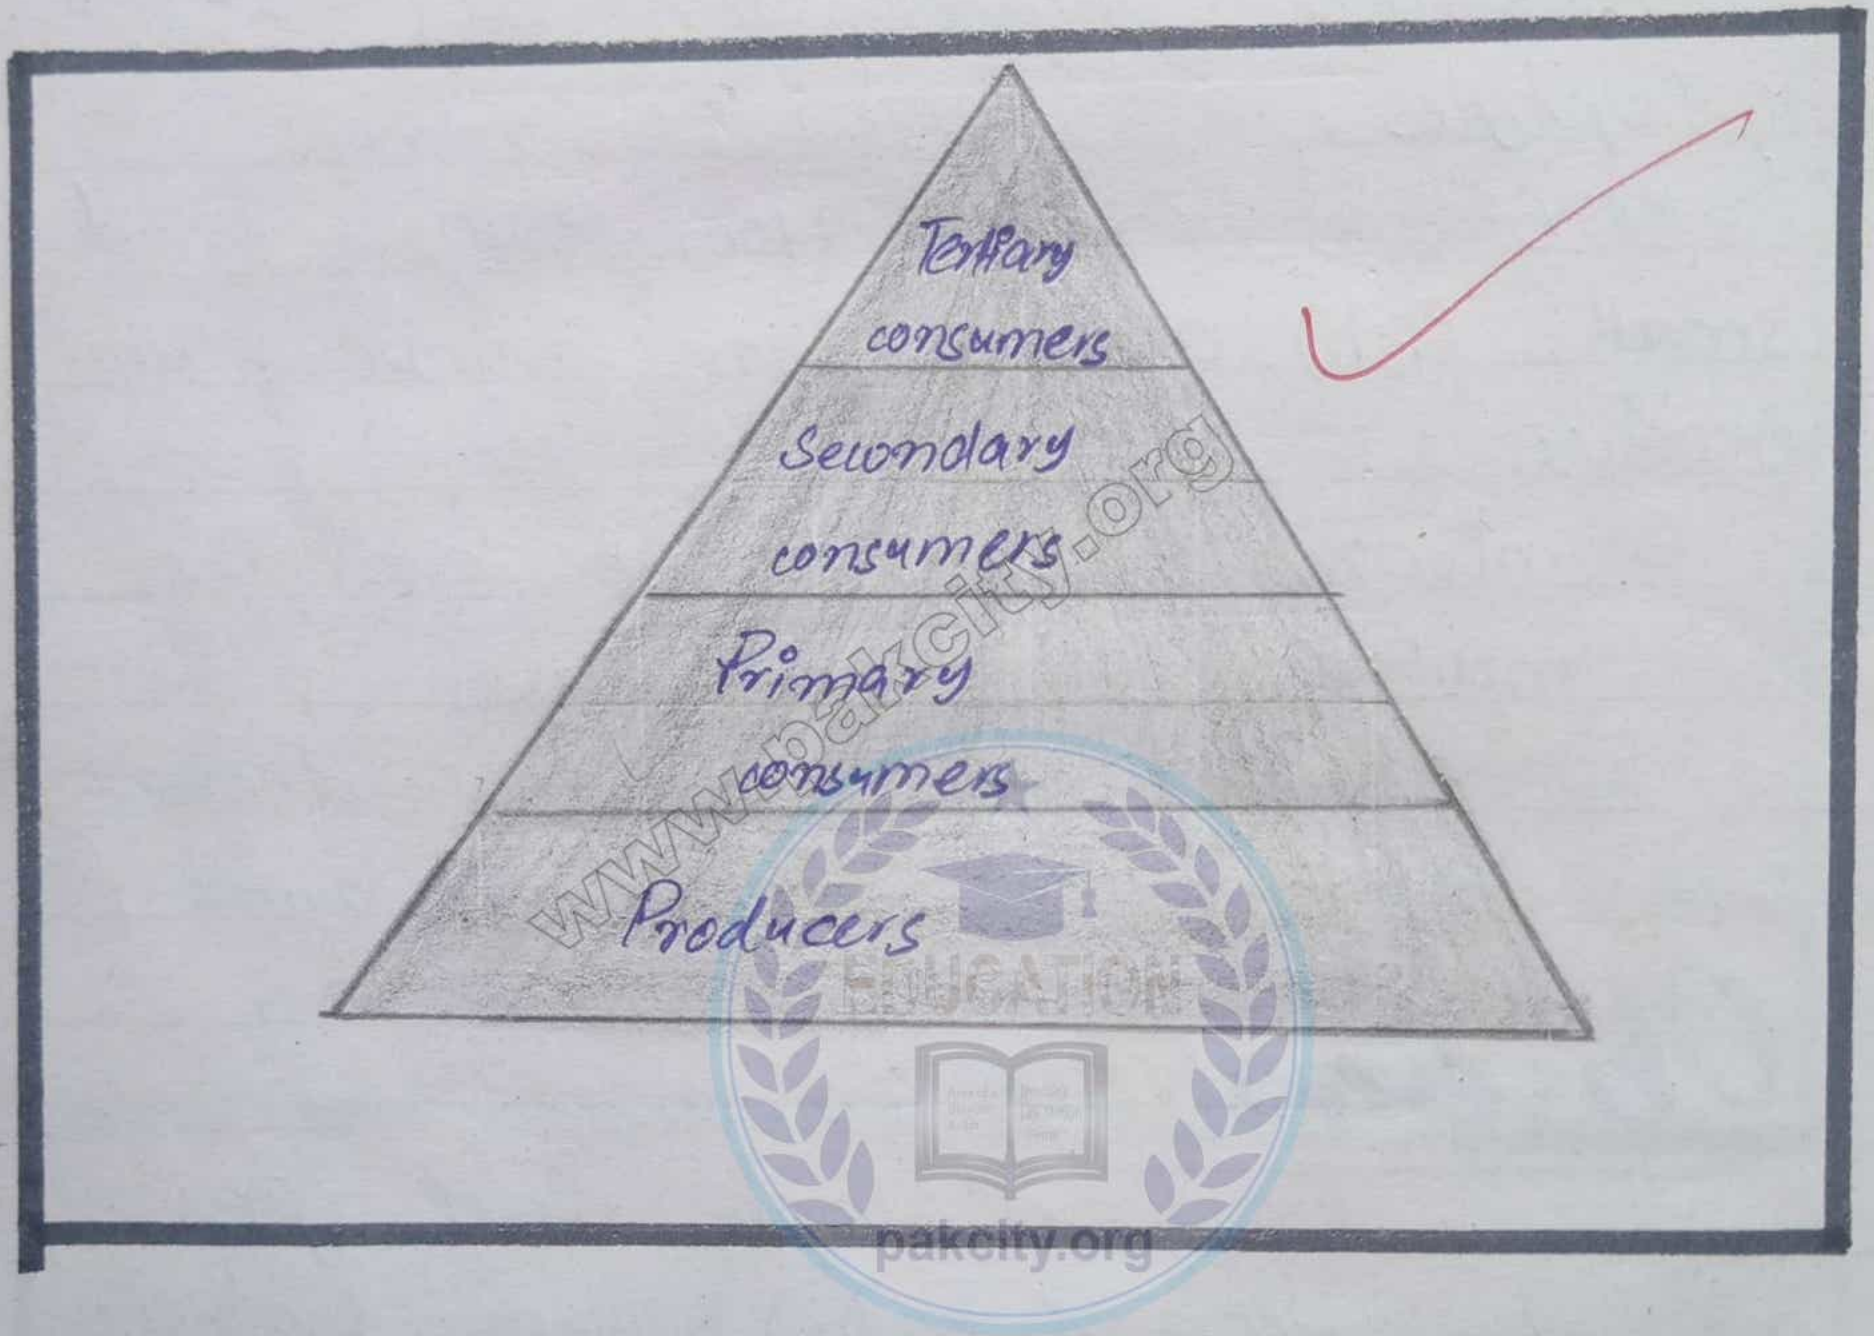 Tertiary
consumers
Secondary
consumers
Primary
consumers
Producers
www.pakcity.org
EDUCATION
pakcity.org